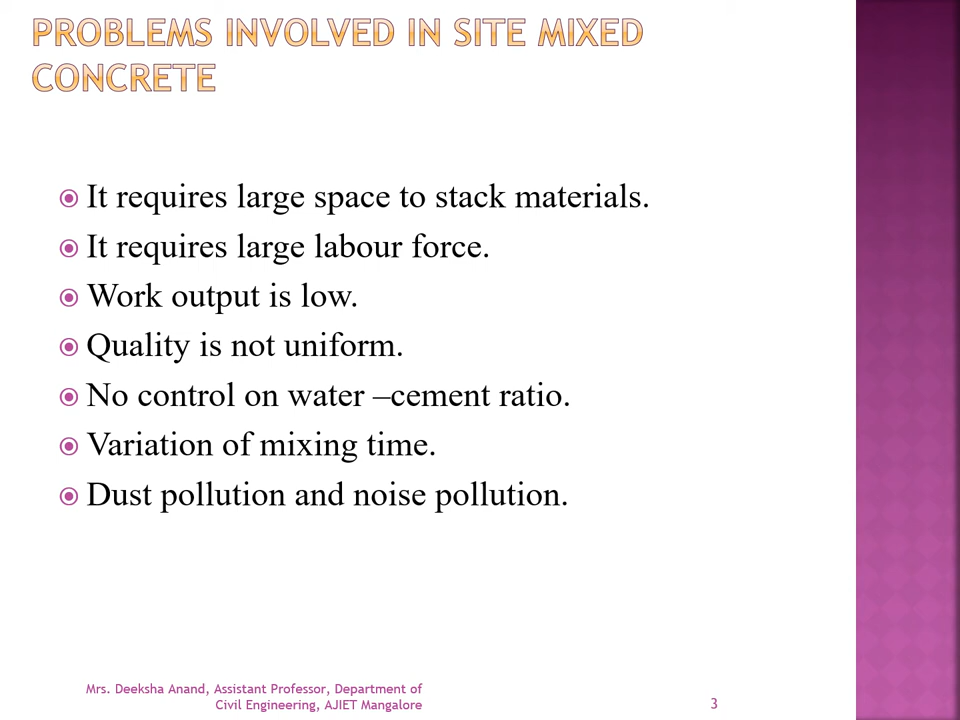 PROBLEMS INVOLVED IN SITE MIXED
CONCRETE
It requires large space to stack materials.
It requires large labour force.
Work output is low.
Quality is not uniform.
No control on water –cement ratio.
Variation of mixing time.
Dust pollution and noise pollution.
Mrs. Deeksha Anand, Assistant Professor, Department of
Civil Engineering, AJIET Mangalore
3